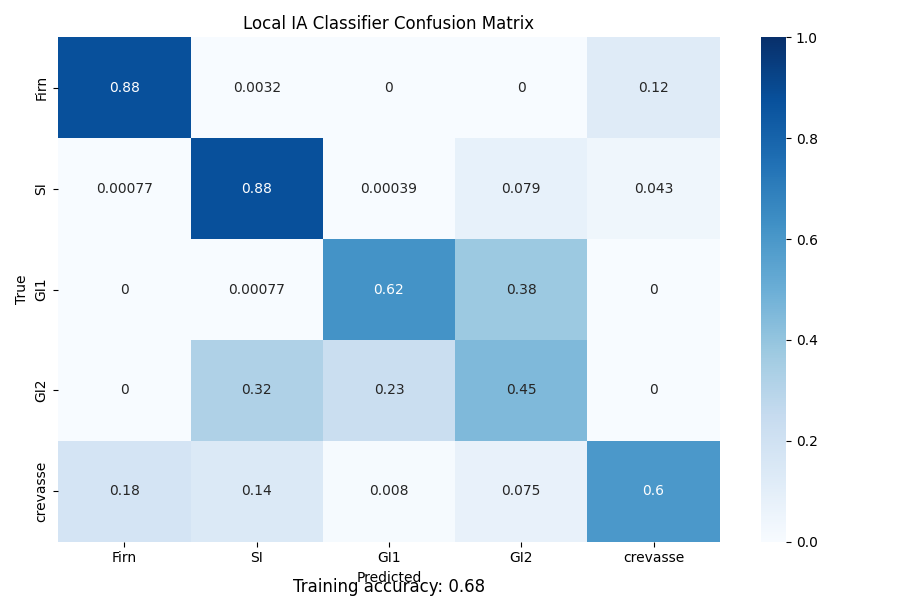 Local IA Classifier Confusion Matrix
Firn 0.88 0.0032 0 0 0.12
SI 0.00077 0.88 0.00039 0.079 0.043
GI1 0 0.00077 0.62 0.38 0
GI2 0 0.32 0.23 0.45 0
crevasse 0.18 0.14 0.008 0.075 0.6
True
Firn SI GI1 GI2 crevasse
Predicted
Training accuracy: 0.68
1.0
0.8
0.6
0.4
0.2
0.0